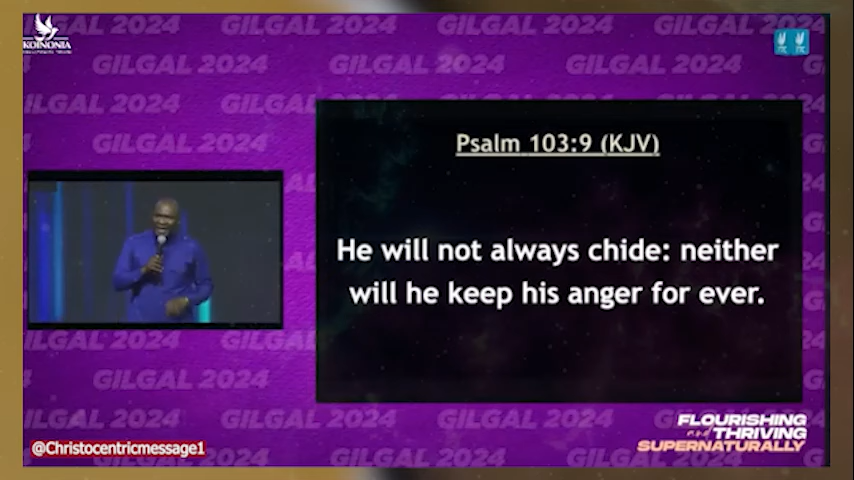 KOINONIA
GILGAL 2024
Psalm 103:9 (KJV)
He will not always chide: neither
will he keep his anger for ever.
FLOURISHING
and THRIVING
SUPERNATURALLY
@Christocentricmessage1